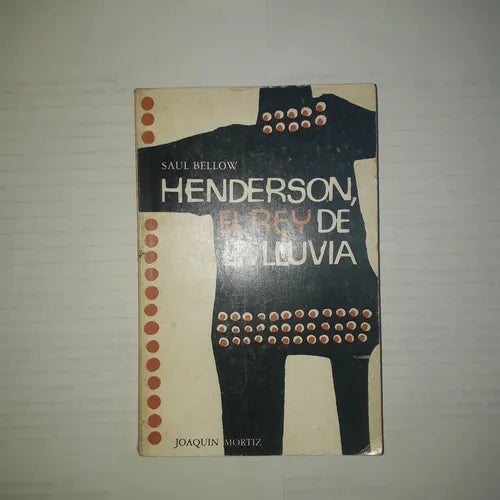 SAUL BELLOW
HENDERSON,
EL REY DE
LA LLUVIA
JOAQUIN MORTIZ